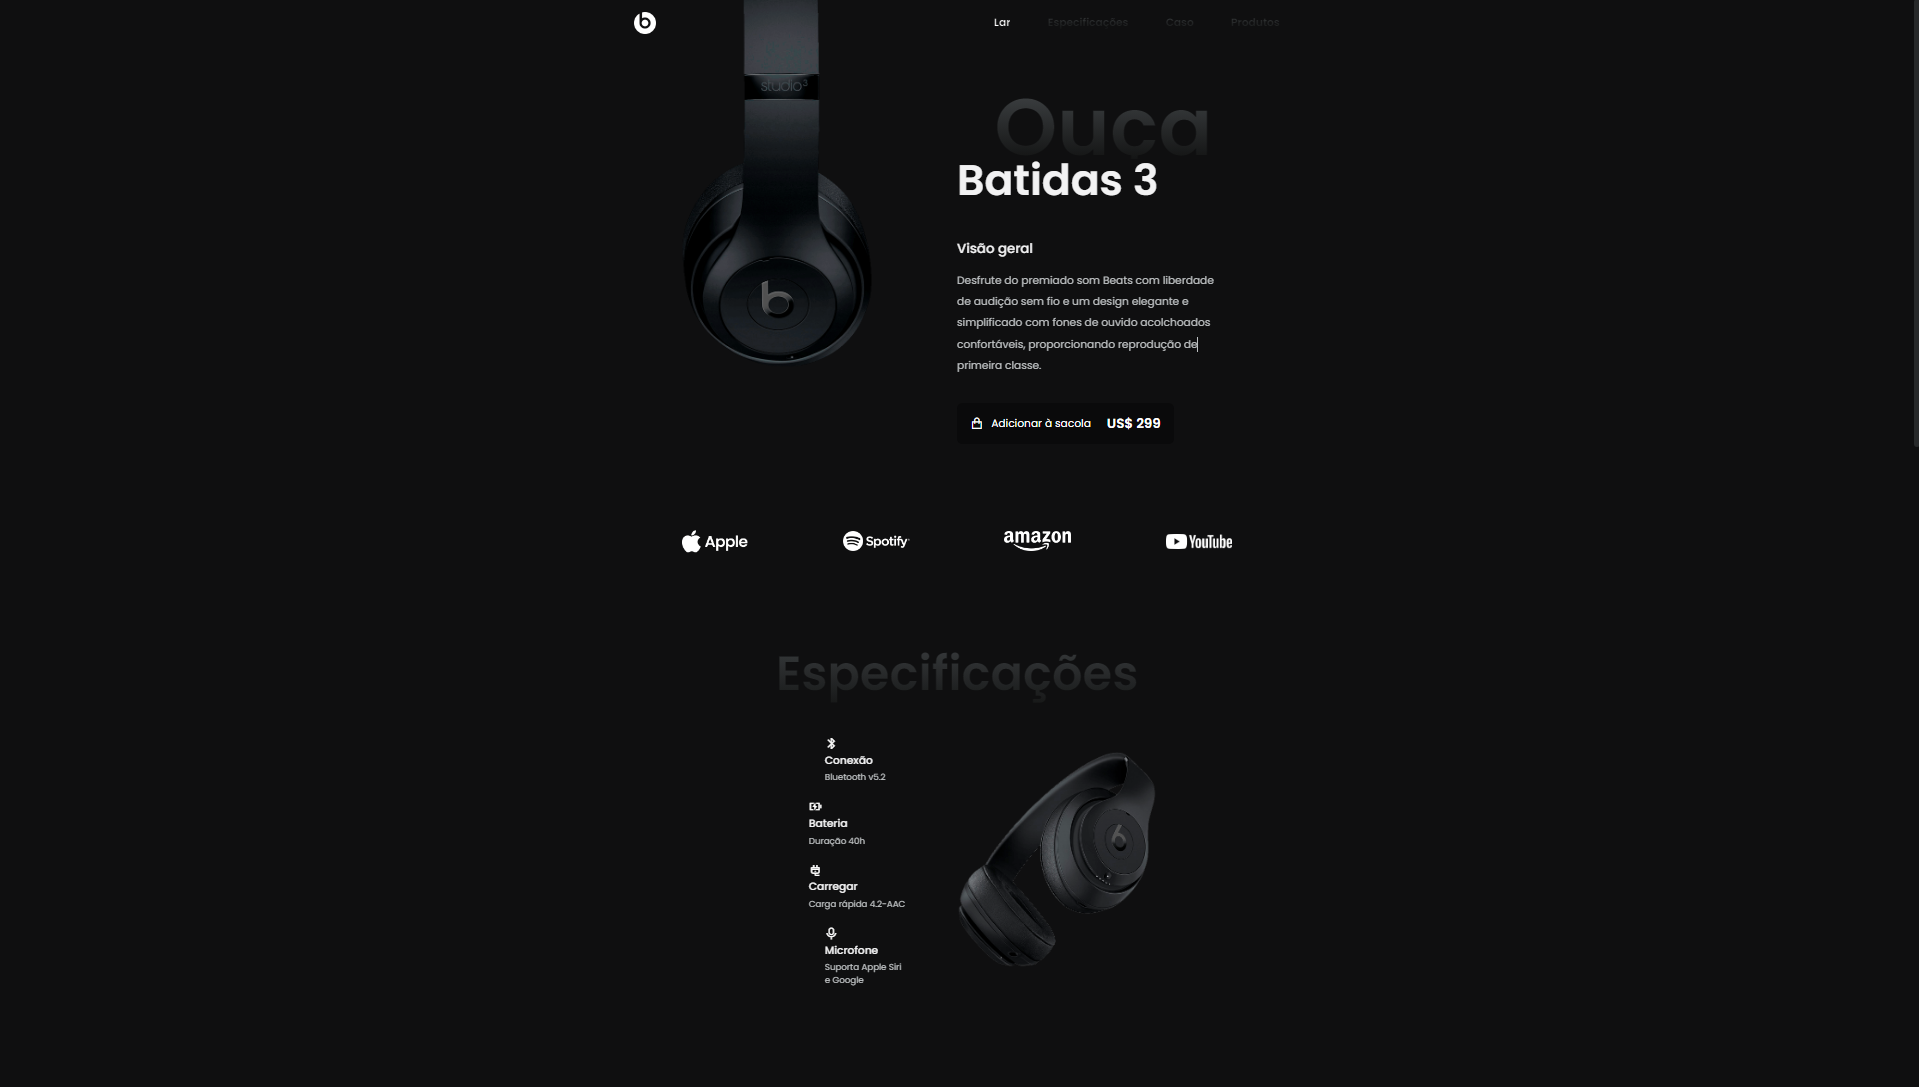 Lar Especificações Caso Produtos
studio³
Ouça
Batidas 3
Visão geral
Desfrute do premiado som Beats com liberdade
de audição sem fio e um design elegante e
simplificado com fones de ouvido acolchoados
confortáveis, proporcionando reprodução de
primeira classe.
Adicionar à sacola US$ 299
Apple Spotify amazon YouTube
Especificações
Conexão
Bluetooth v5.2
Bateria
Duração 40h
Carregar
Carga rápida 4.2-AAC
Microfone
Suporta Apple Siri
e Google